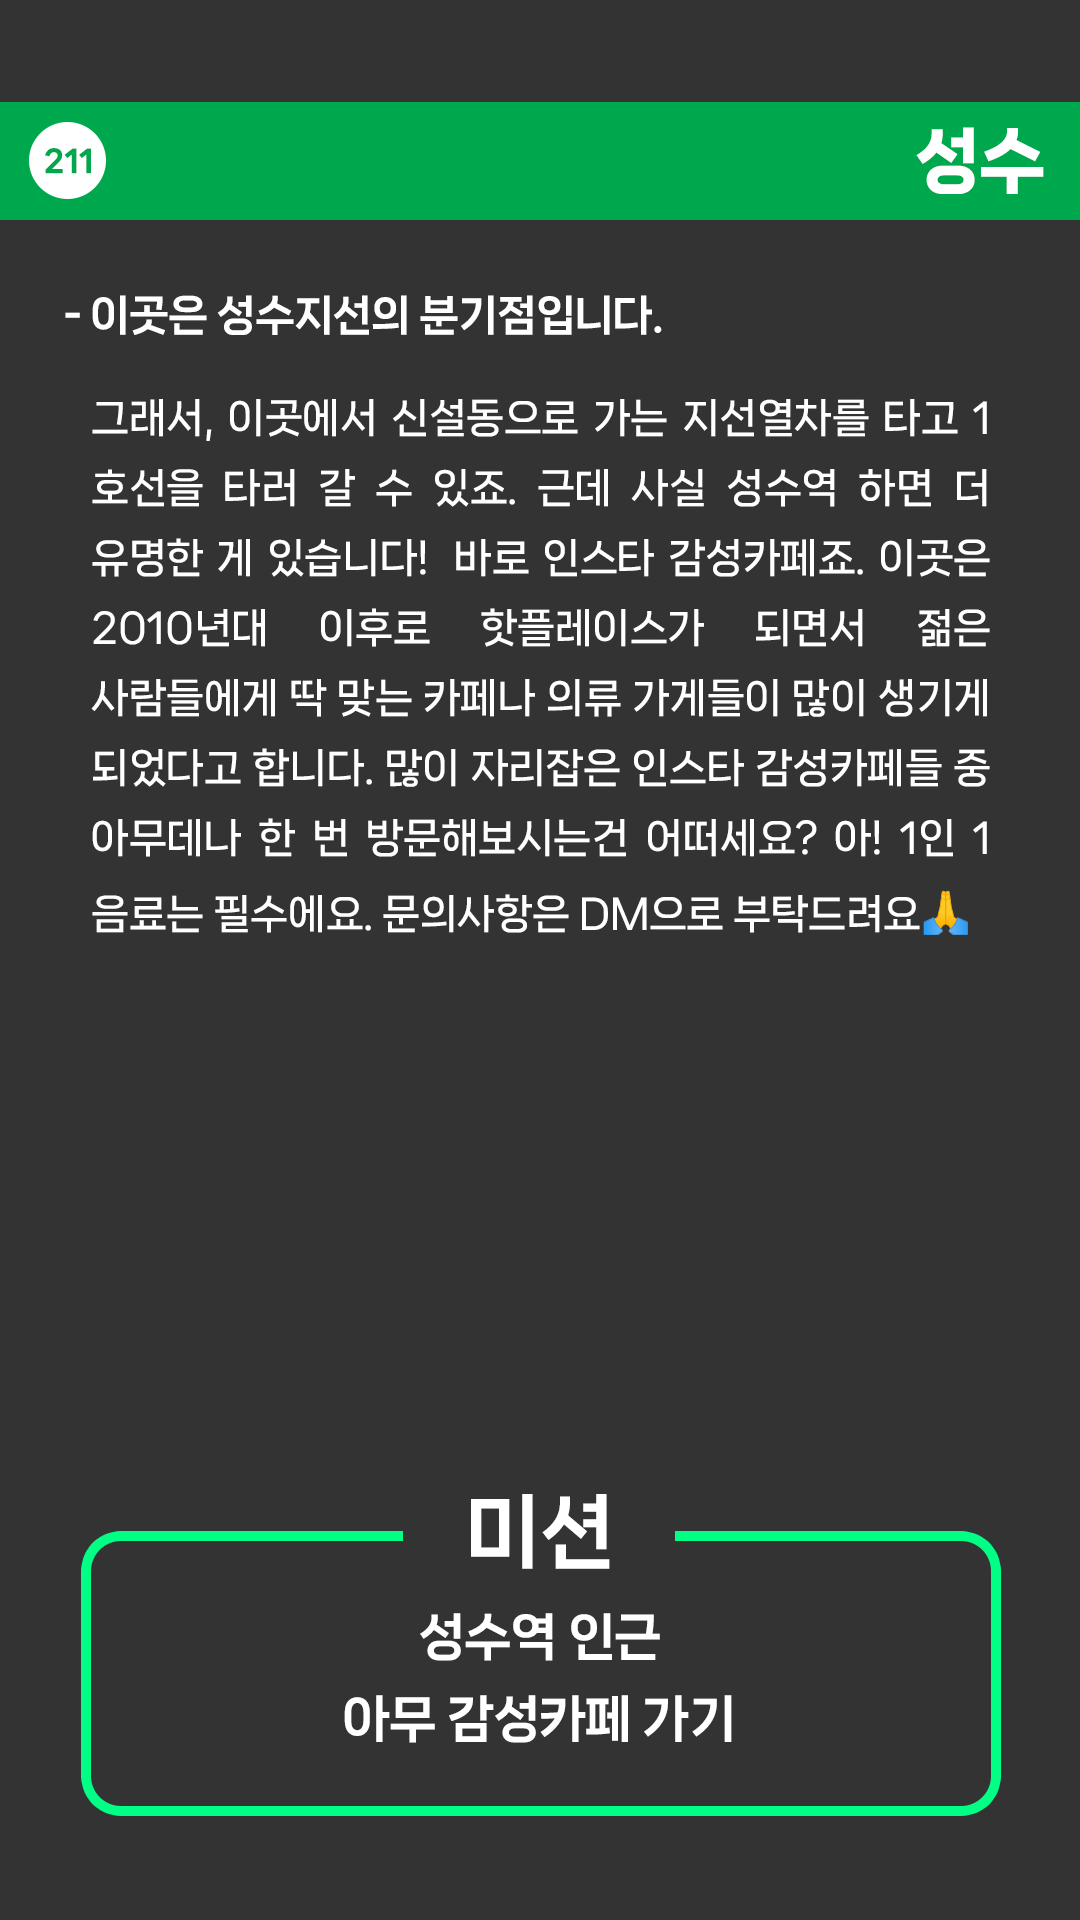 211
성수
- 이곳은 성수지선의 분기점입니다.
그래서, 이곳에서 신설동으로 가는 지선열차를 타고 1
호선을 타러 갈 수 있죠. 근데 사실 성수역 하면 더
유명한 게 있습니다!  바로 인스타 감성카페죠. 이곳은
2010년대 이후로 핫플레이스가 되면서 젊은
사람들에게 딱 맞는 카페나 의류 가게들이 많이 생기게
되었다고 합니다. 많이 자리잡은 인스타 감성카페들 중
아무데나 한 번 방문해보시는건 어떠세요? 아! 1인 1
음료는 필수에요. 문의사항은 DM으로 부탁드려요🙏
미션
성수역 인근
아무 감성카페 가기